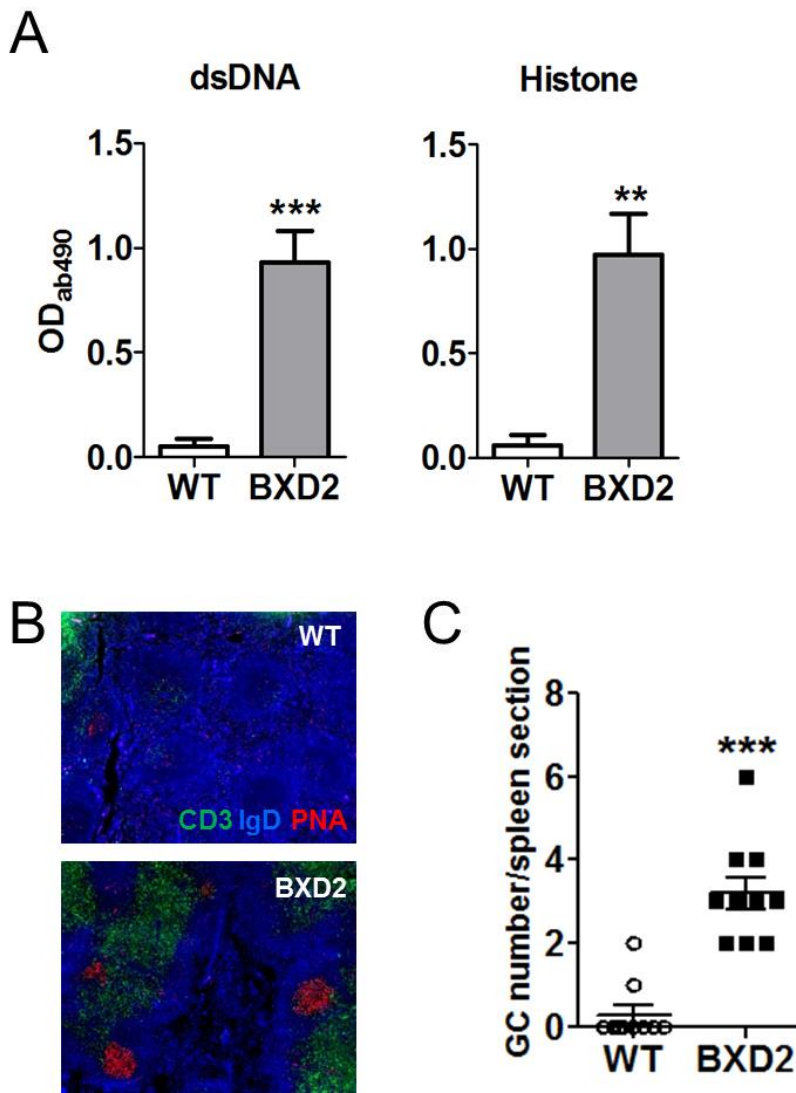 A
dsDNA
Histone
ODab490
1.5
1.0
0.5
0.0
***
WT BXD2
1.5
1.0
0.5
0.0
**
WT BXD2
B
WT
CD3 IgD PNA
BXD2
C
GC number/spleen section
8
6
4
2
0
***
WT BXD2